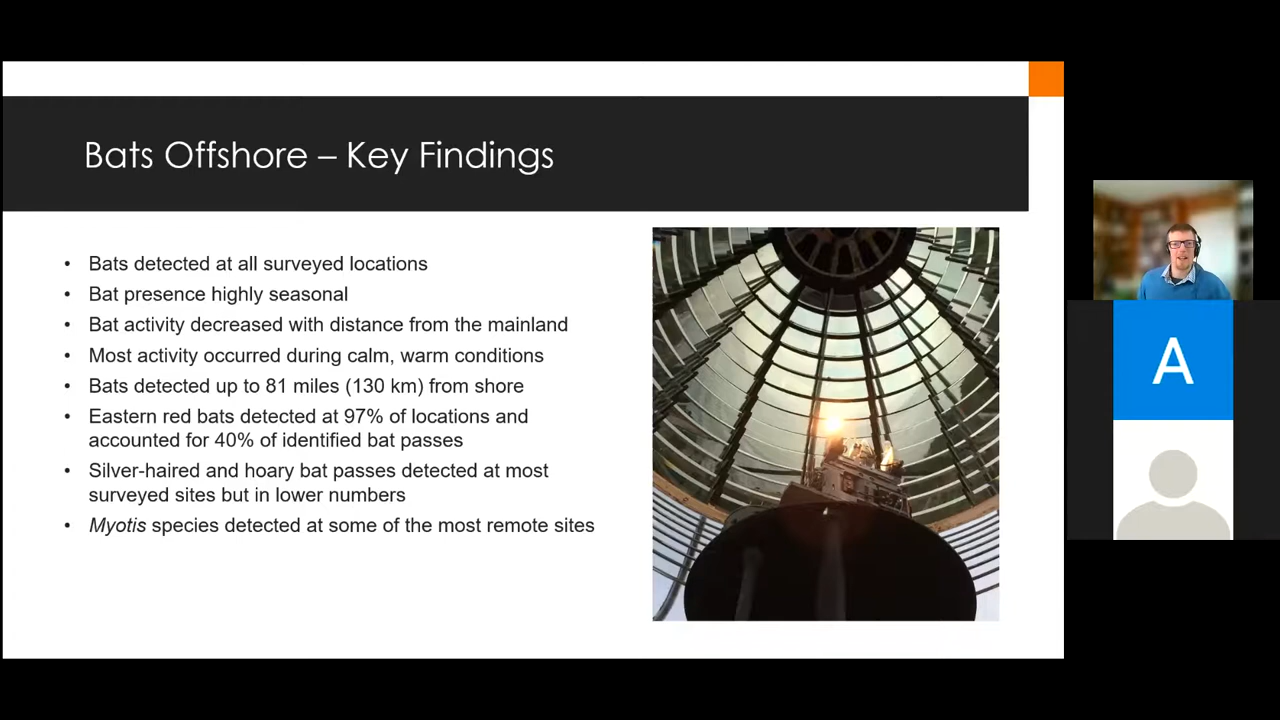 Bats Offshore – Key Findings
• Bats detected at all surveyed locations
• Bat presence highly seasonal
• Bat activity decreased with distance from the mainland
• Most activity occurred during calm, warm conditions
• Bats detected up to 81 miles (130 km) from shore
• Eastern red bats detected at 97% of locations and
accounted for 40% of identified bat passes
• Silver-haired and hoary bat passes detected at most
surveyed sites but in lower numbers
• Myotis species detected at some of the most remote sites
A